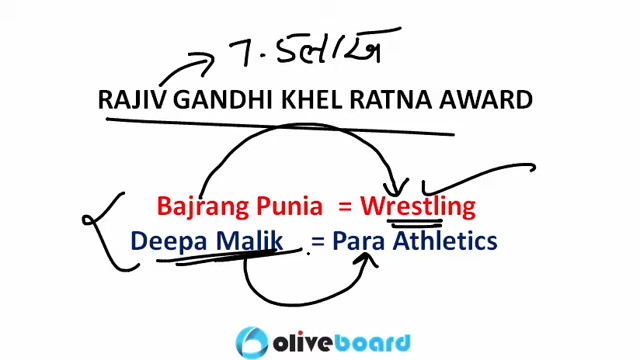 7.5लाख
RAJIV GANDHI KHEL RATNA AWARD
Bajrang Punia = Wrestling
Deepa Malik = Para Athletics
oliveboard